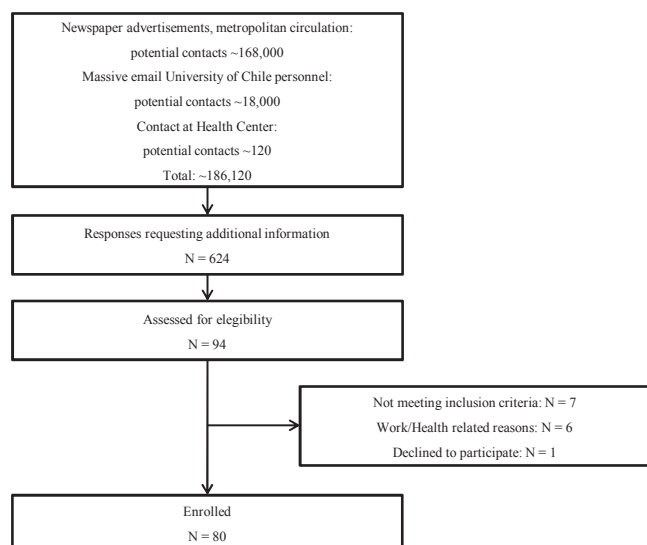 Newspaper advertisements, metropolitan circulation:
potential contacts ~168,000
Massive email University of Chile personnel:
potential contacts ~18,000
Contact at Health Center:
potential contacts ~120
Total: ~186,120
Responses requesting additional information
N = 624
Assessed for elegibility
N = 94
Not meeting inclusion criteria: N = 7
Work/Health related reasons: N = 6
Declined to participate: N = 1
Enrolled
N = 80